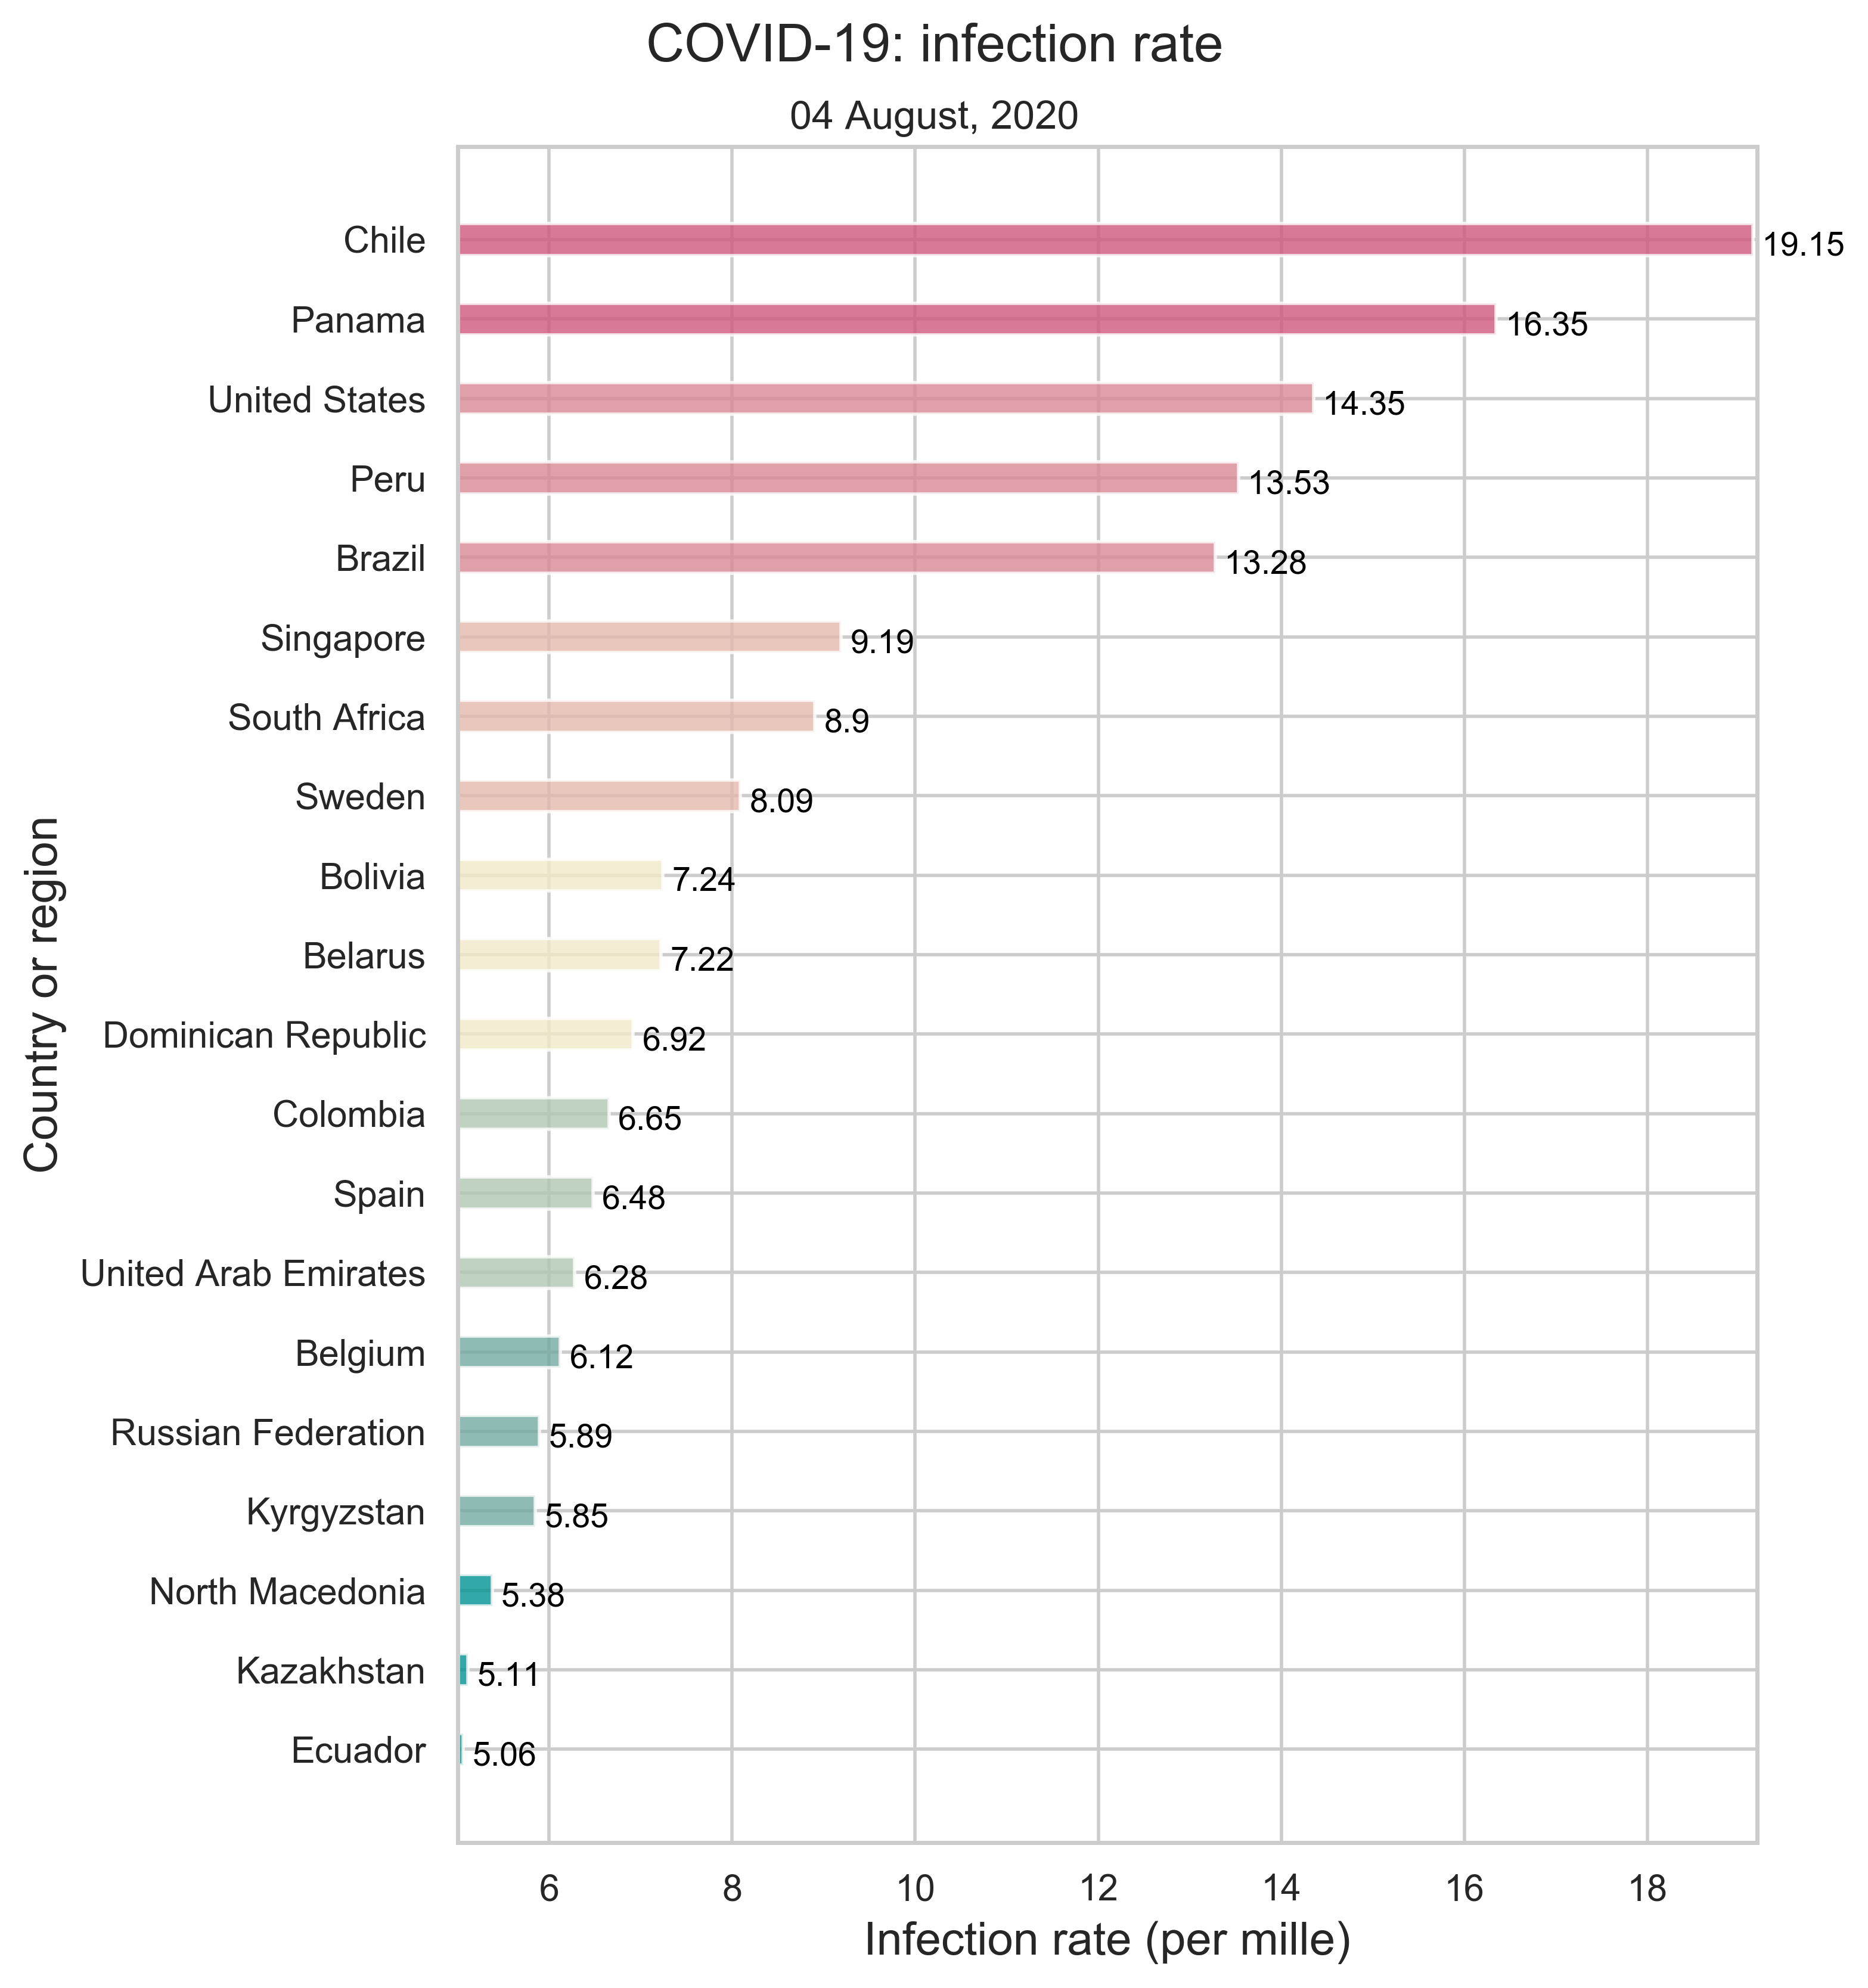 COVID-19: infection rate
04 August, 2020
Country or region
Chile 19.15
Panama 16.35
United States 14.35
Peru 13.53
Brazil 13.28
Singapore 9.19
South Africa 8.9
Sweden 8.09
Bolivia 7.24
Belarus 7.22
Dominican Republic 6.92
Colombia 6.65
Spain 6.48
United Arab Emirates 6.28
Belgium 6.12
Russian Federation 5.89
Kyrgyzstan 5.85
North Macedonia 5.38
Kazakhstan 5.11
Ecuador 5.06
6 8 10 12 14 16 18
Infection rate (per mille)